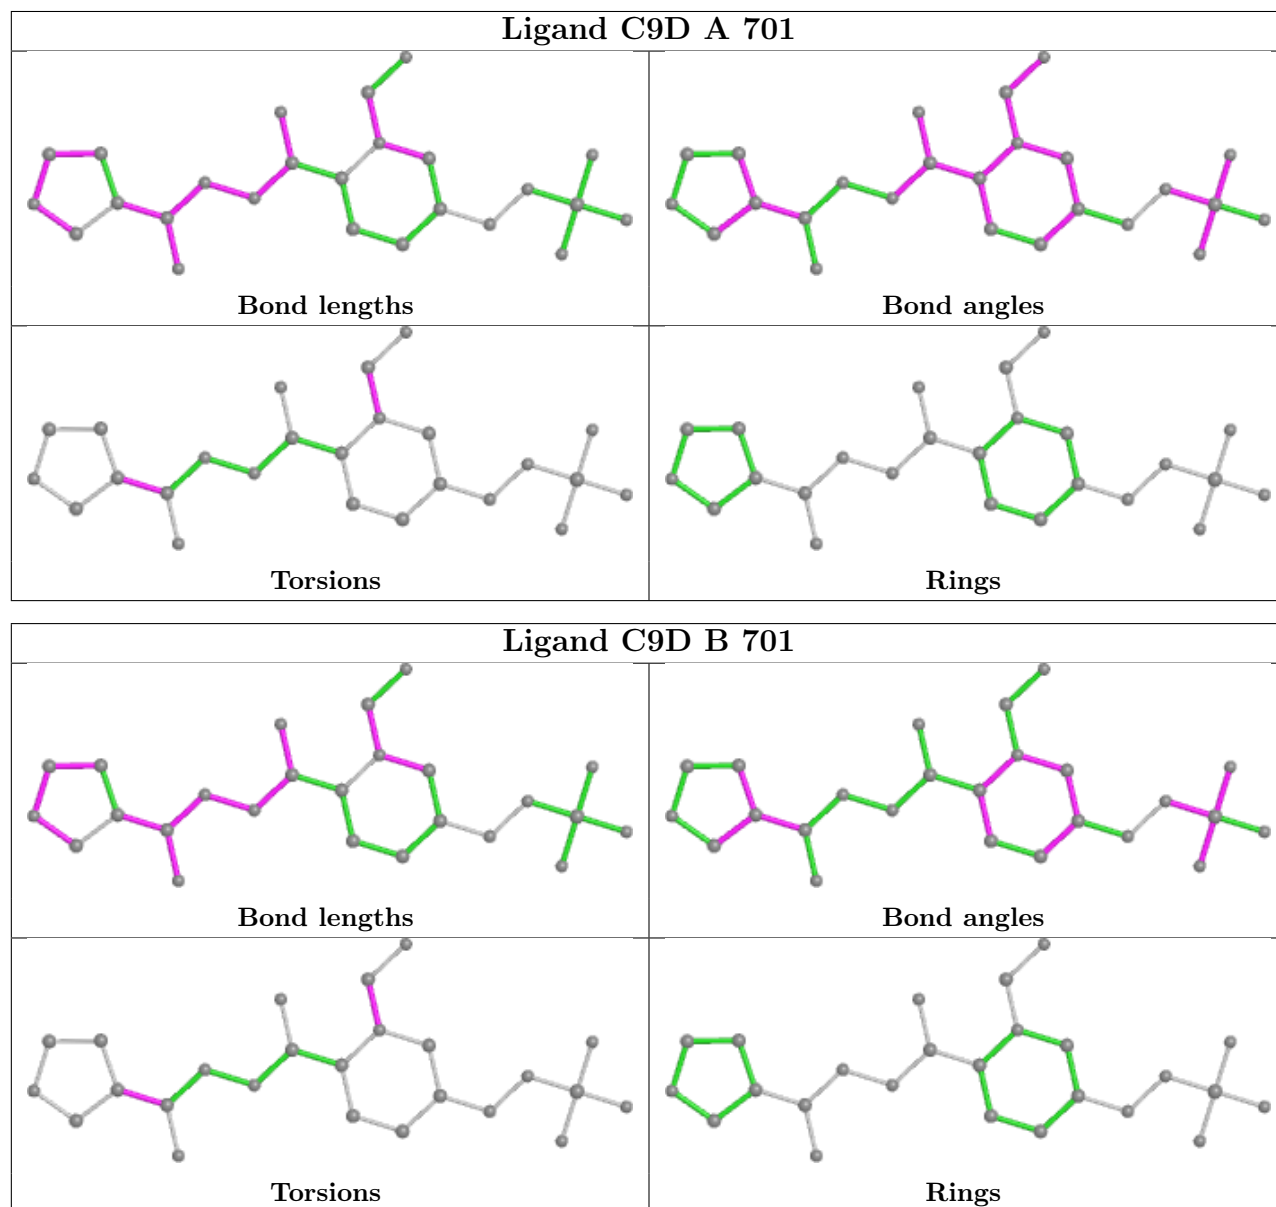 Ligand C9D A 701
Bond lengths
Bond angles
Torsions
Rings
Ligand C9D B 701
Bond lengths
Bond angles
Torsions
Rings